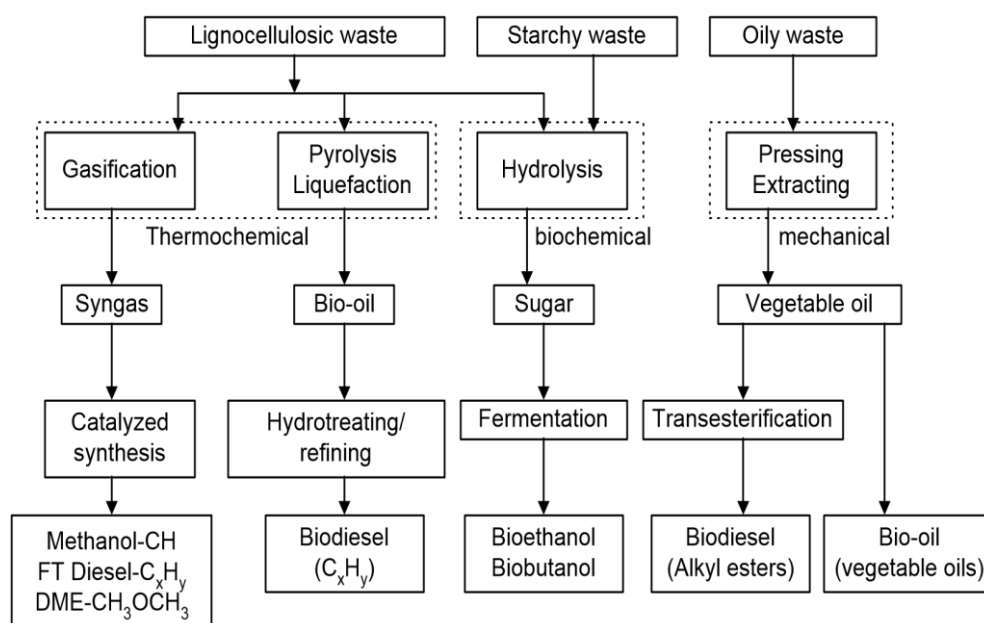 Lignocellulosic waste
Starchy waste
Oily waste
Gasification
Pyrolysis
Liquefaction
Hydrolysis
Pressing
Extracting
Thermochemical
biochemical
mechanical
Syngas
Bio-oil
Sugar
Vegetable oil
Catalyzed
synthesis
Hydrotreating/
refining
Fermentation
Transesterification
Methanol-CH
FT Diesel-CₓHᵧ
DME-CH₃OCH₃
Biodiesel
(CₓHᵧ)
Bioethanol
Biobutanol
Biodiesel
(Alkyl esters)
Bio-oil
(vegetable oils)